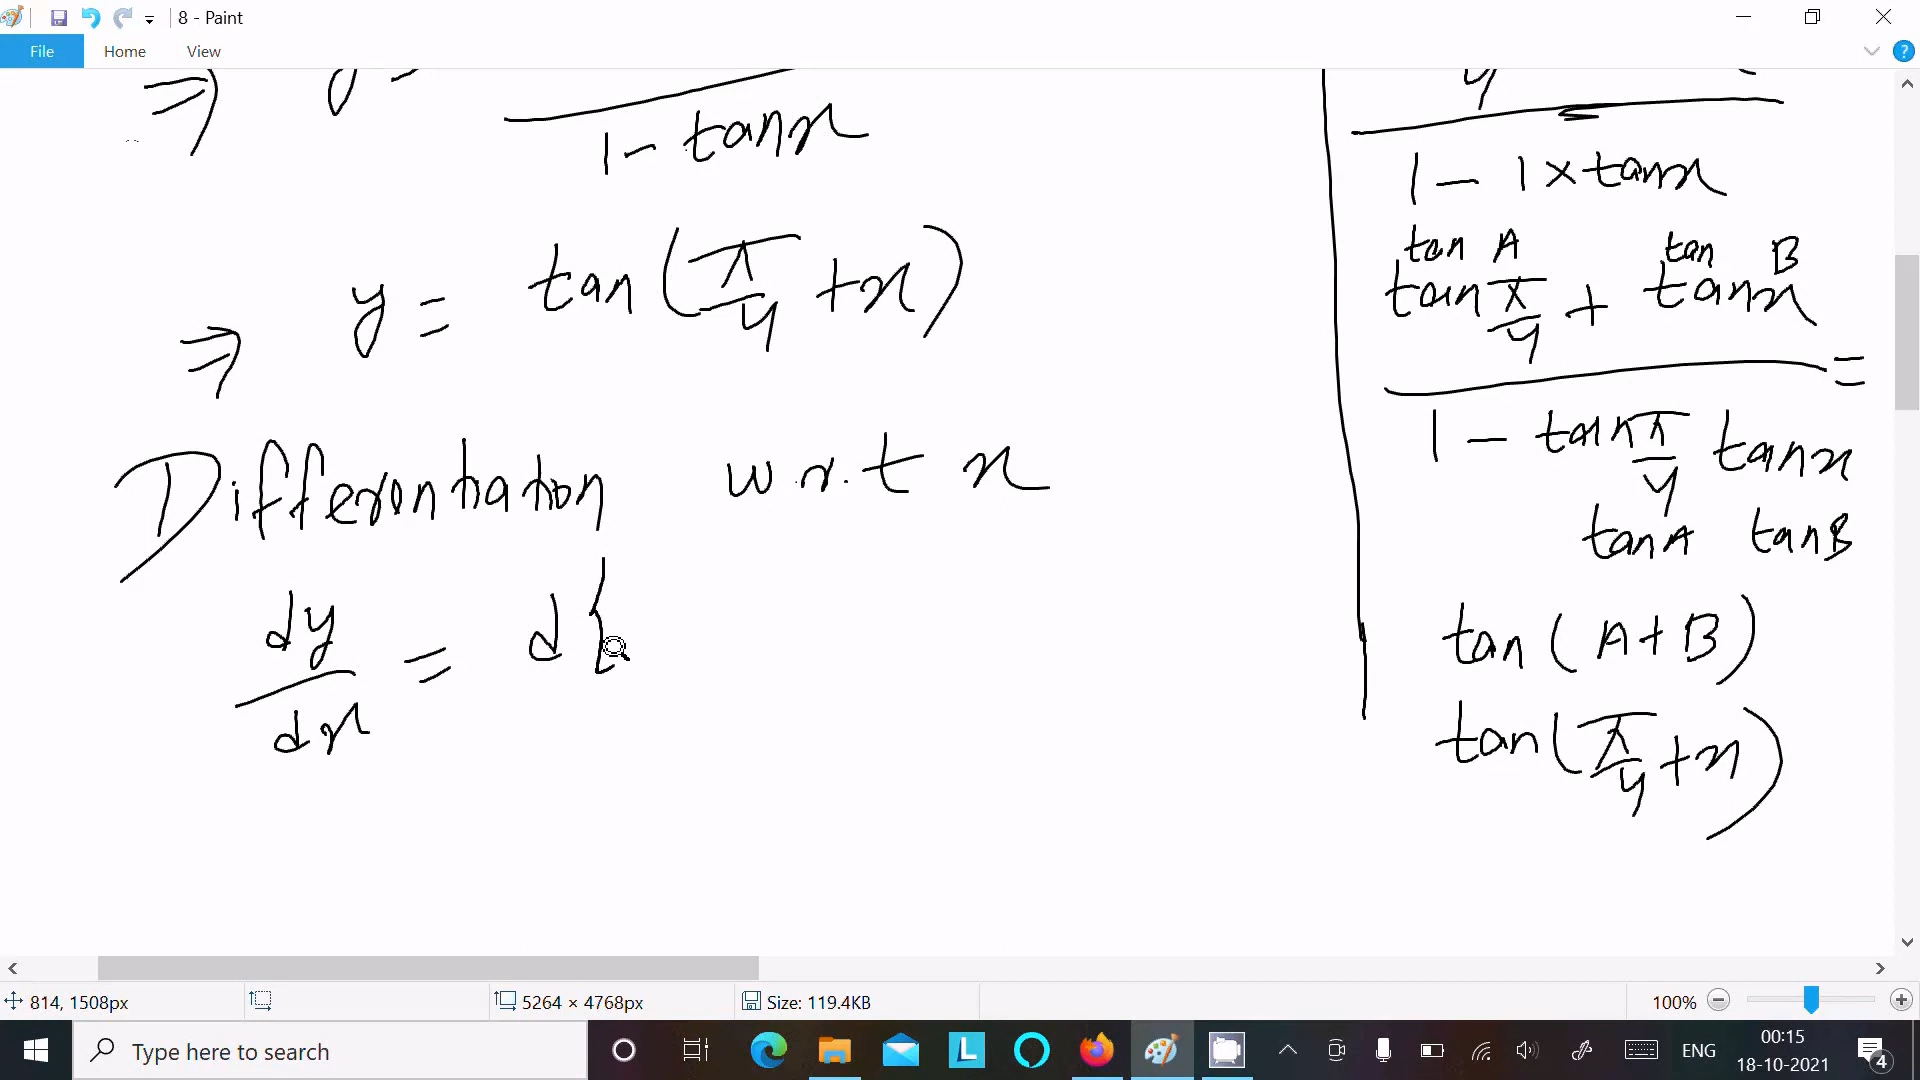 8 - Paint
File Home View
⇒ y =
1 - tanx
⇒ y = tan(π/4 + x)
Differentiation w.r.t x
dy/dx = d{
1 - 1 × tanx
tan A tan B
tan π/4 + tanx
=
1 - tan π/4 tanx
tanA tanB
tan(A+B)
tan(π/4 + x)
814, 1508px 5264 × 4768px Size: 119.4KB 100%
Type here to search L ENG 00:15
18-10-2021 4